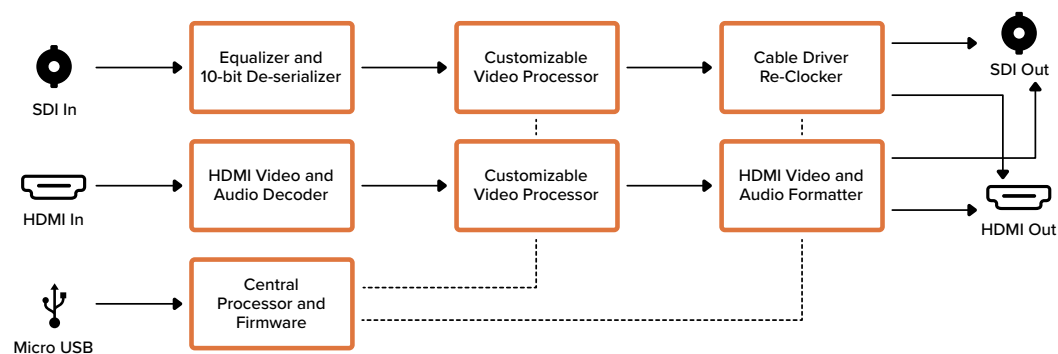 SDI In
Equalizer and
10-bit De-serializer
Customizable
Video Processor
Cable Driver
Re-Clocker
SDI Out
HDMI In
HDMI Video and
Audio Decoder
Customizable
Video Processor
HDMI Video and
Audio Formatter
HDMI Out
Micro USB
Central
Processor and
Firmware